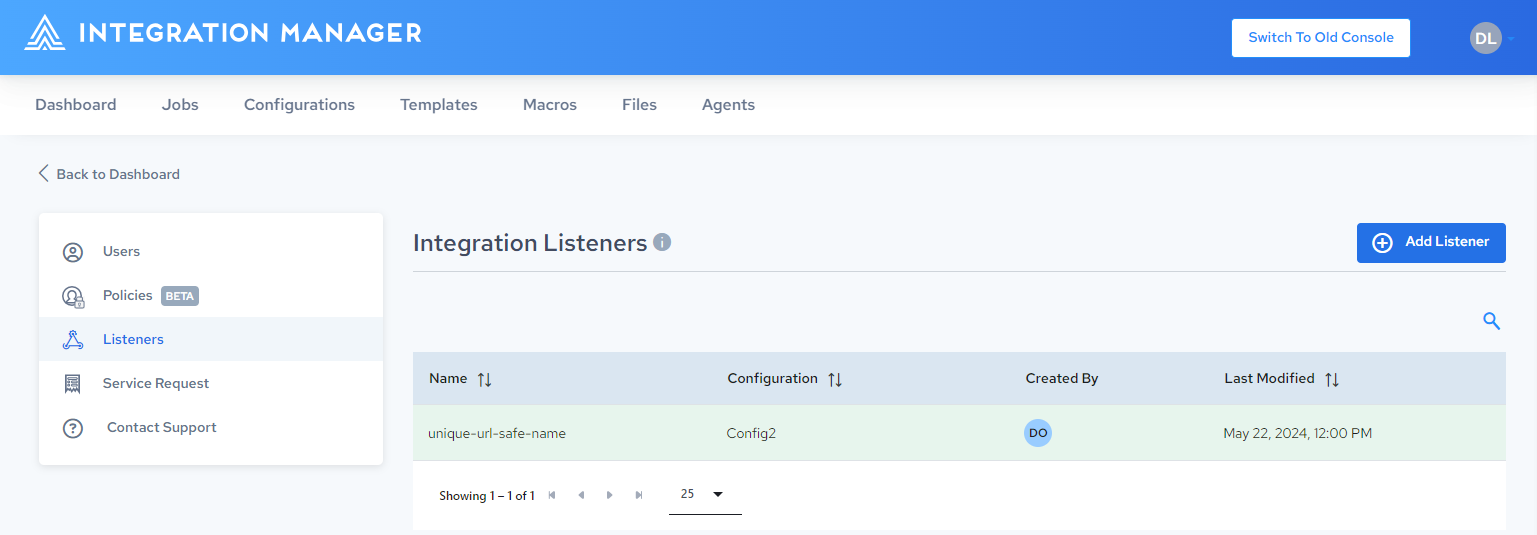 INTEGRATION MANAGER
Switch To Old Console
DL
Dashboard Jobs Configurations Templates Macros Files Agents
Back to Dashboard
Users
Policies BETA
Listeners
Service Request
Contact Support
Integration Listeners i
Add Listener
Name Configuration Created By Last Modified
unique-url-safe-name Config2 DO May 22, 2024, 12:00 PM
Showing 1 – 1 of 1 25